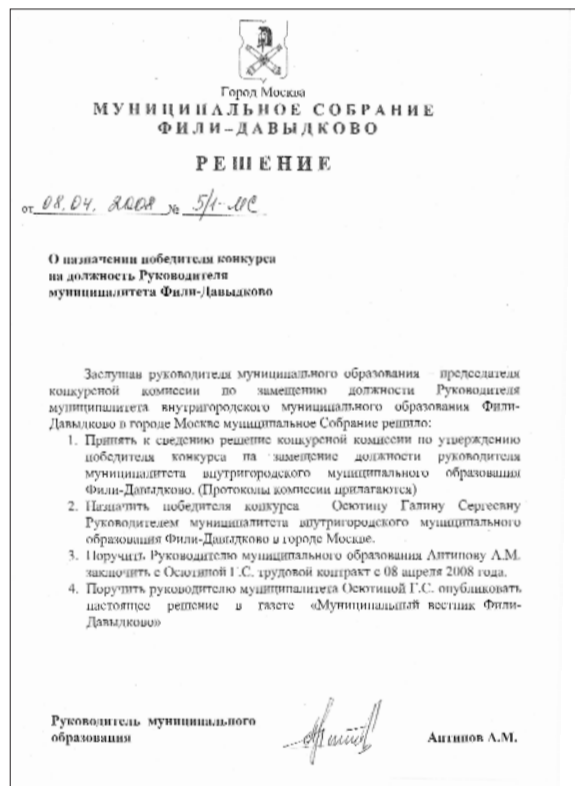 Город Москва
МУНИЦИПАЛЬНОЕ СОБРАНИЕ
ФИЛИ-ДАВЫДКОВО
РЕШЕНИЕ
от 08.04. 2008 № 5/1-МС
О назначении победителя конкурса
на должность Руководителя
муниципалитета Фили-Давыдково
Заслушав руководителя муниципального образования председателя
конкурсной комиссии по замещению должности Руководителя
муниципалитета внутригородского муниципального образования Фили-
Давыдково в городе Москве муниципальное Собрание решило:
1. Принять к сведению решение конкурсной комиссии по утверждению
победителя конкурса на замещение должности руководителя
муниципалитета внутригородского муниципального образования
Фили-Давыдково. (Протоколы комиссии прилагаются)
2. Назначить победителя конкурса Осютину Галину Сергеевну
Руководителем муниципалитета внутригородского муниципального
образования Фили-Давыдково в городе Москве.
3. Поручить Руководителю муниципального образования Антипову А.М.
заключить с Осютиной Г.С. трудовой контракт с 08 апреля 2008 года.
4. Поручить руководителю муниципалитета Осютиной Г.С. опубликовать
настоящее решение в газете «Муниципальный вестник Фили-
Давыдково»
Руководитель муниципального
образования Антипов А.М.